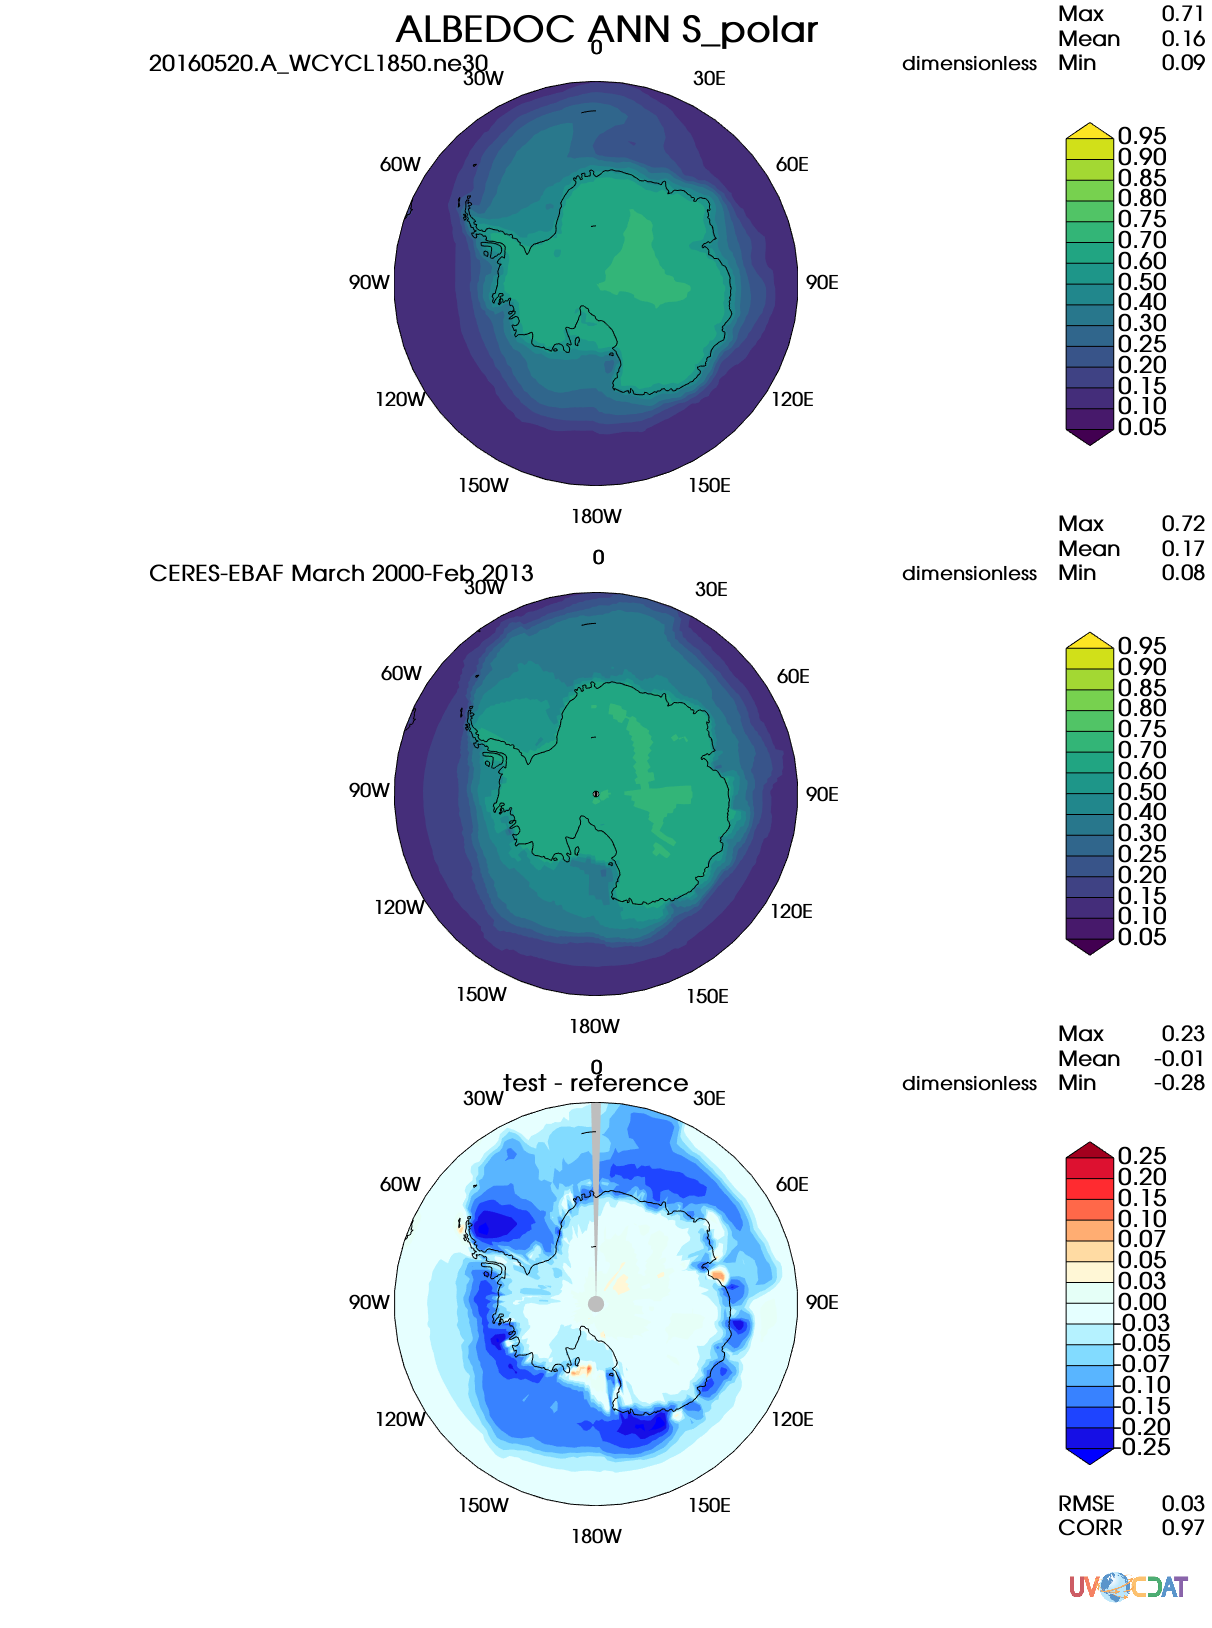 ALBEDOC ANN S_polar
Max 0.71
Mean 0.16
20160520.A_WCYCL1850.ne30
dimensionless Min 0.09
0
30W 30E
60W 60E
90W 90E
120W 120E
150W 150E
180W
0.95
0.90
0.85
0.80
0.75
0.70
0.60
0.50
0.40
0.30
0.25
0.20
0.15
0.10
0.05
Max 0.72
Mean 0.17
CERES-EBAF March 2000-Feb 2013
dimensionless Min 0.08
0
30W 30E
60W 60E
90W 90E
120W 120E
150W 150E
180W
0.95
0.90
0.85
0.80
0.75
0.70
0.60
0.50
0.40
0.30
0.25
0.20
0.15
0.10
0.05
Max 0.23
Mean -0.01
test - reference
dimensionless Min -0.28
0
30W 30E
60W 60E
90W 90E
120W 120E
150W 150E
180W
0.25
0.20
0.15
0.10
0.07
0.05
0.03
0.00
-0.03
-0.05
-0.07
-0.10
-0.15
-0.20
-0.25
RMSE 0.03
CORR 0.97
UV CDAT